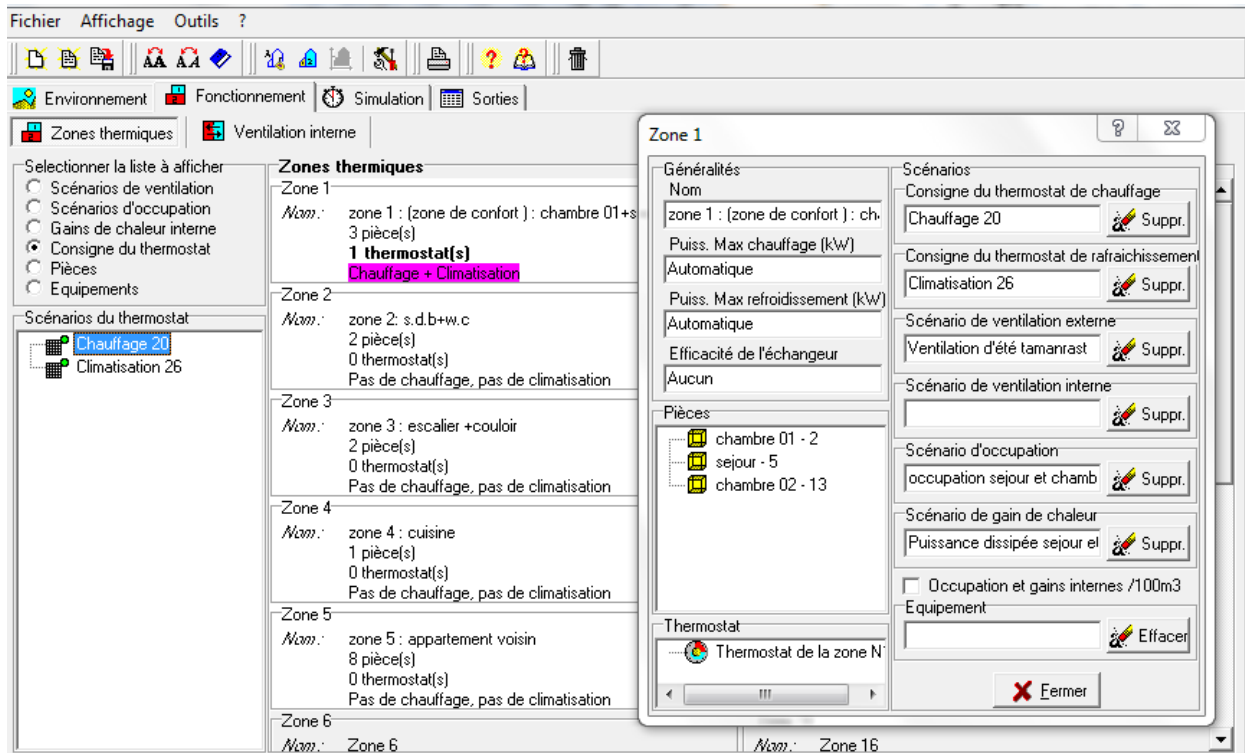 Fichier Affichage Outils ?
Environnement Fonctionnement Simulation Sorties
Zones thermiques Ventilation interne
Selectionner la liste à afficher
Scénarios de ventilation
Scénarios d'occupation
Gains de chaleur interne
Consigne du thermostat
Pièces
Equipements
Scénarios du thermostat
Chauffage 20
Climatisation 26
Zones thermiques
Zone 1
Nom : zone 1 : (zone de confort ) : chambre 01+s
3 pièce(s)
1 thermostat(s)
Chauffage + Climatisation
Zone 2
Nom : zone 2: s.d.b+w.c
2 pièce(s)
0 thermostat(s)
Pas de chauffage, pas de climatisation
Zone 3
Nom : zone 3 : escalier +couloir
2 pièce(s)
0 thermostat(s)
Pas de chauffage, pas de climatisation
Zone 4
Nom : zone 4 : cuisine
1 pièce(s)
0 thermostat(s)
Pas de chauffage, pas de climatisation
Zone 5
Nom : zone 5 : appartement voisin
8 pièce(s)
0 thermostat(s)
Pas de chauffage, pas de climatisation
Zone 6
Nom : Zone 6
Nom : Zone 16
Zone 1
Généralités
Nom
zone 1 : (zone de confort ) : ch
Puiss. Max chauffage (kW)
Automatique
Puiss. Max refroidissement (kW)
Automatique
Efficacité de l'échangeur
Aucun
Pièces
chambre 01 - 2
sejour - 5
chambre 02 - 13
Thermostat
Thermostat de la zone N
Scénarios
Consigne du thermostat de chauffage
Chauffage 20 Suppr.
Consigne du thermostat de rafraichissement
Climatisation 26 Suppr.
Scénario de ventilation externe
Ventilation d'été tamanrast Suppr.
Scénario de ventilation interne
Suppr.
Scénario d'occupation
occupation sejour et chamb Suppr.
Scénario de gain de chaleur
Puissance dissipée sejour et Suppr.
Occupation et gains internes /100m3
Equipement
Effacer
Fermer